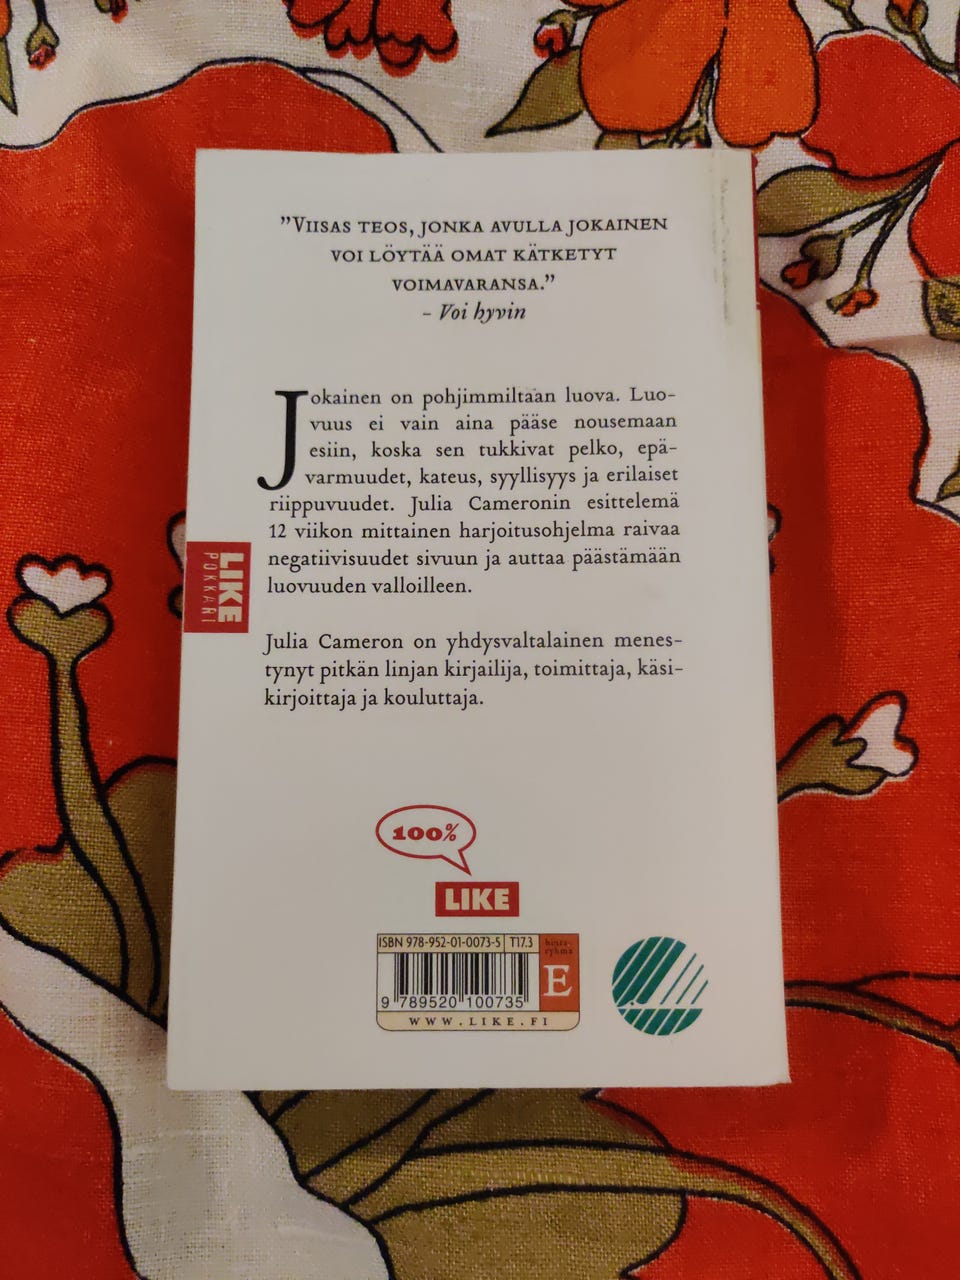 ”Viisas teos, jonka avulla jokainen
voi löytää omat kätketyt
voimavaransa.”
– Voi hyvin
Jokainen on pohjimmiltaan luova. Luo-
vuus ei vain aina pääse nousemaan
esiin, koska sen tukkivat pelko, epä-
varmuudet, kateus, syyllisyys ja erilaiset
riippuvuudet. Julia Cameronin esittelemä
12 viikon mittainen harjoitusohjelma raivaa
negatiivisuudet sivuun ja auttaa päästämään
luovuuden valloilleen.
Julia Cameron on yhdysvaltalainen menes-
tynyt pitkän linjan kirjailija, toimittaja, käsi-
kirjoittaja ja kouluttaja.
LIKE
POKKARI
100%
LIKE
ISBN 978-952-01-0073-5 T17.3
hinta-
ryhmä
E
9 789520 100735
WWW.LIKE.FI